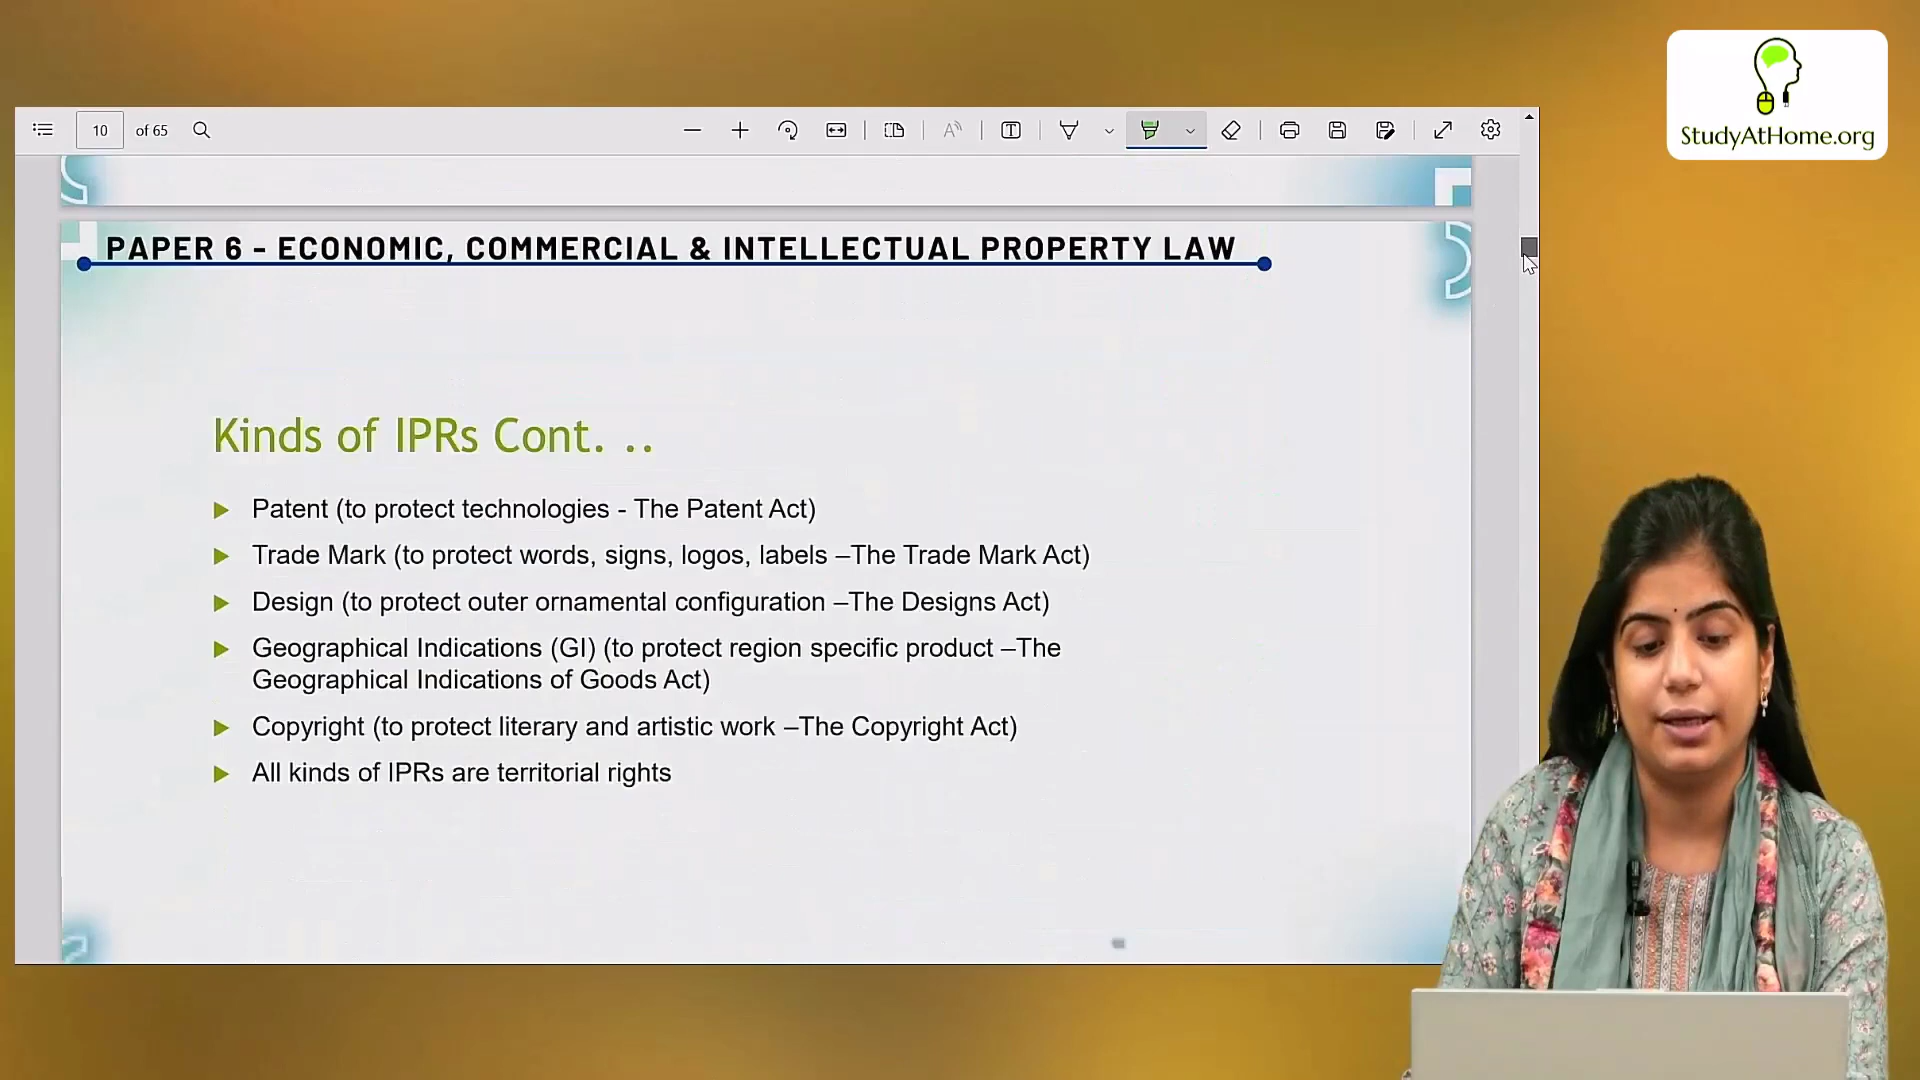 StudyAtHome.org
10 of 65
PAPER 6 - ECONOMIC, COMMERCIAL & INTELLECTUAL PROPERTY LAW
Kinds of IPRs Cont. ..
Patent (to protect technologies - The Patent Act)
Trade Mark (to protect words, signs, logos, labels –The Trade Mark Act)
Design (to protect outer ornamental configuration –The Designs Act)
Geographical Indications (GI) (to protect region specific product –The
Geographical Indications of Goods Act)
Copyright (to protect literary and artistic work –The Copyright Act)
All kinds of IPRs are territorial rights